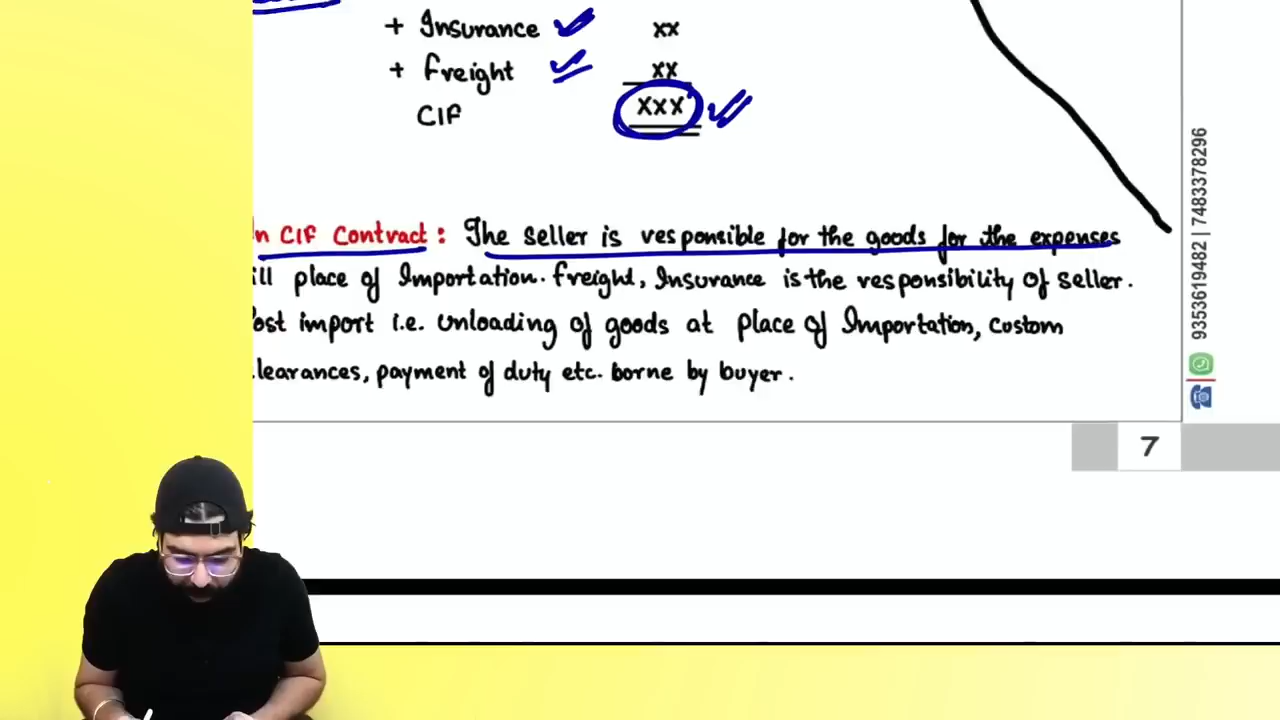 + Insurance xx
+ Freight xx
CIF xxx
n CIF Contract : The seller is responsible for the goods for the expenses
ill place of Importation. Freight, Insurance is the responsibility of seller.
ost import i.e. unloading of goods at place of Importation, custom
learances, payment of duty etc. borne by buyer.
7
9353619482 | 7483378296